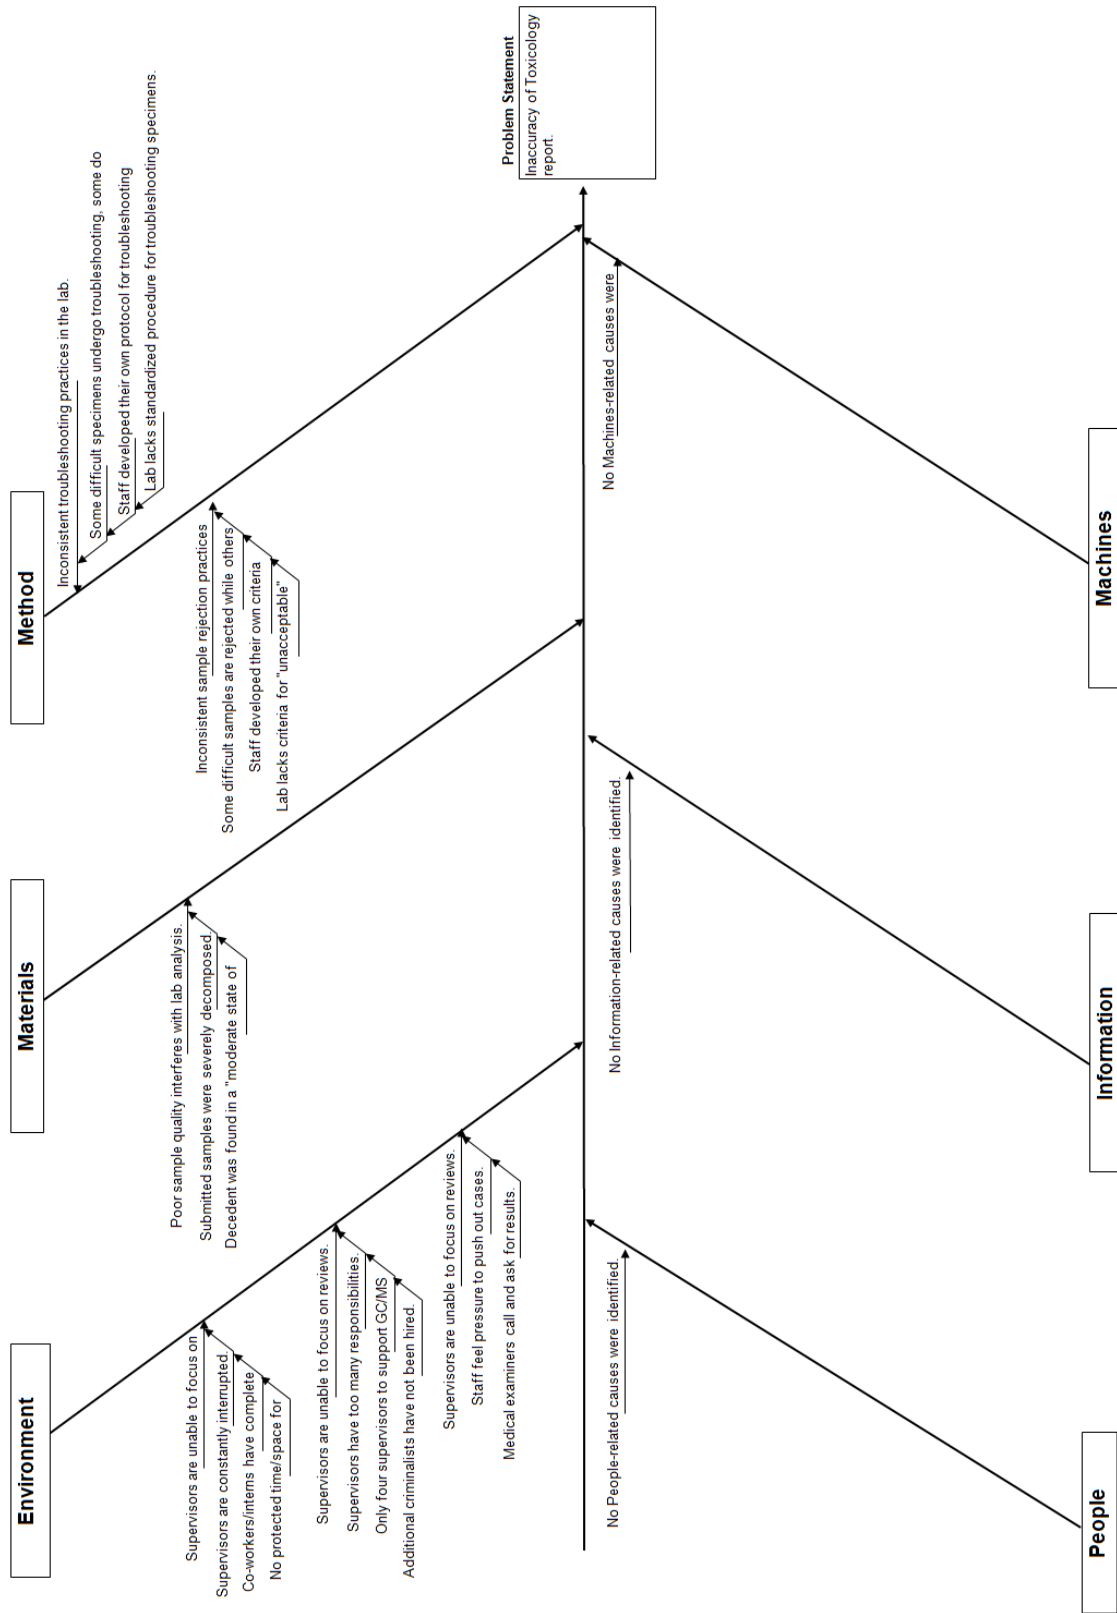 Environment
Materials
Method
Supervisors are unable to focus on
Supervisors are constantly interrupted.
Co-workers/interns have complete
No protected time/space for
Supervisors are unable to focus on reviews.
Supervisors have too many responsibilities.
Only four supervisors to support GC/MS
Additional criminalists have not been hired.
Supervisors are unable to focus on reviews.
Staff feel pressure to push out cases.
Medical examiners call and ask for results.
Poor sample quality interferes with lab analysis.
Submitted samples were severely decomposed.
Decedent was found in a "moderate state of
Inconsistent troubleshooting practices in the lab.
Some difficult specimens undergo troubleshooting, some do
Staff developed their own protocol for troubleshooting
Lab lacks standardized procedure for troubleshooting specimens.
Inconsistent sample rejection practices
Some difficult samples are rejected while others
Staff developed their own criteria
Lab lacks criteria for "unacceptable"
Problem Statement
Inaccuracy of Toxicology
report.
No People-related causes were identified.
No Information-related causes were identified.
No Machines-related causes were
People
Information
Machines